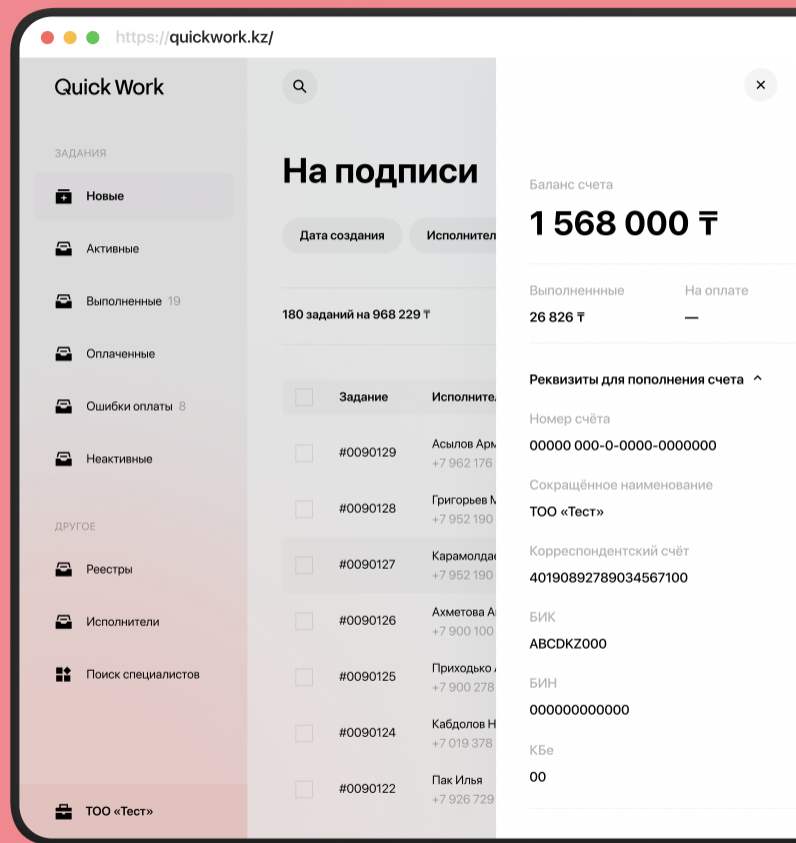 https://quickwork.kz/
Quick Work
ЗАДАНИЯ
Новые
Активные
Выполненные 19
Оплаченные
Ошибки оплаты 8
Неактивные
ДРУГОЕ
Реестры
Исполнители
Поиск специалистов
ТОО «Тест»
На подписи
Дата создания
180 заданий на 968 229 ₸
Задание
#0090129 Асылов
+7 962 176
#0090128 Григорьев
+7 952 190
#0090127
+7 952 190
#0090126 Ахметова
+7 900 100
#0090125 Приходько
+7 900 278
#0090124 Кабдолов
+7 019 378
#0090122 Пак Илья
+7 926 729
Баланс счета
1 568 000 ₸
Выполненнные На оплате
26 826 ₸ —
Реквизиты для пополнения счета
Номер счёта
00000 000-0-0000-0000000
Сокращённое наименование
ТОО «Тест»
Корреспондентский счёт
40190892789034567100
БИК
ABCDKZ000
БИН
000000000000
КБе
00